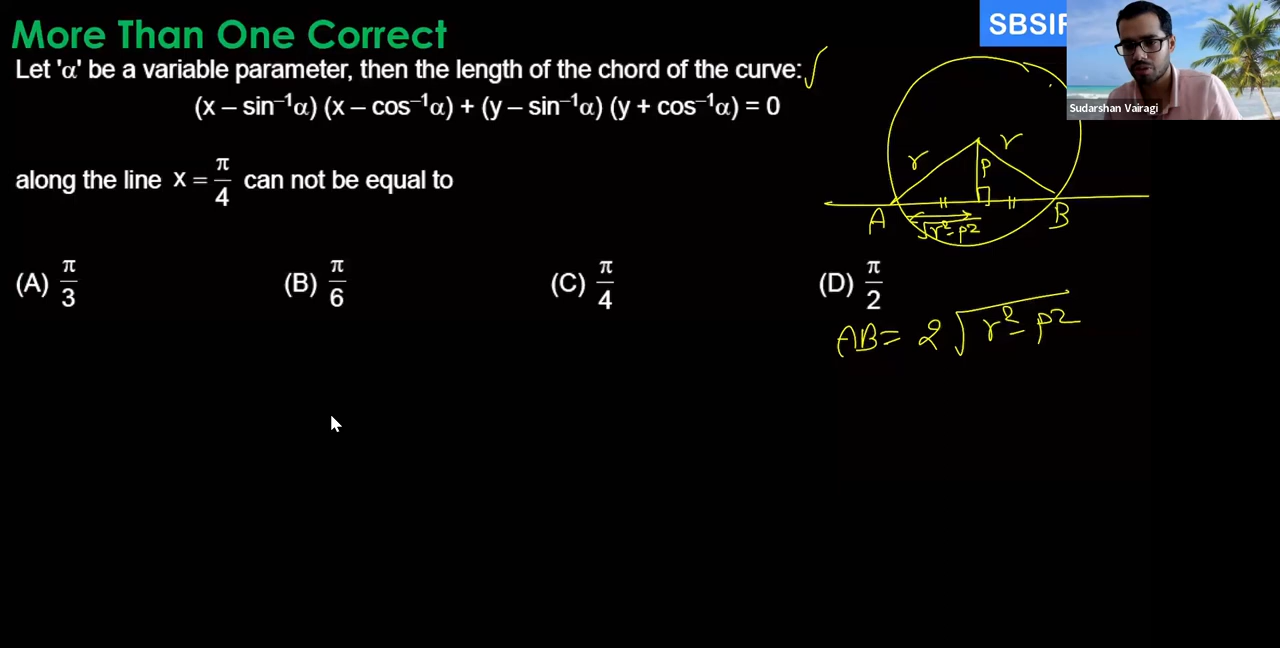 More Than One Correct
SBSIF
Let 'α' be a variable parameter, then the length of the chord of the curve:
(x – sin⁻¹α) (x – cos⁻¹α) + (y – sin⁻¹α) (y + cos⁻¹α) = 0
Sudarshan Vairagi
along the line x = π/4 can not be equal to
r
r
P
A
B
√r²-p²
(A) π/3
(B) π/6
(C) π/4
(D) π/2
AB = 2√r²-p²